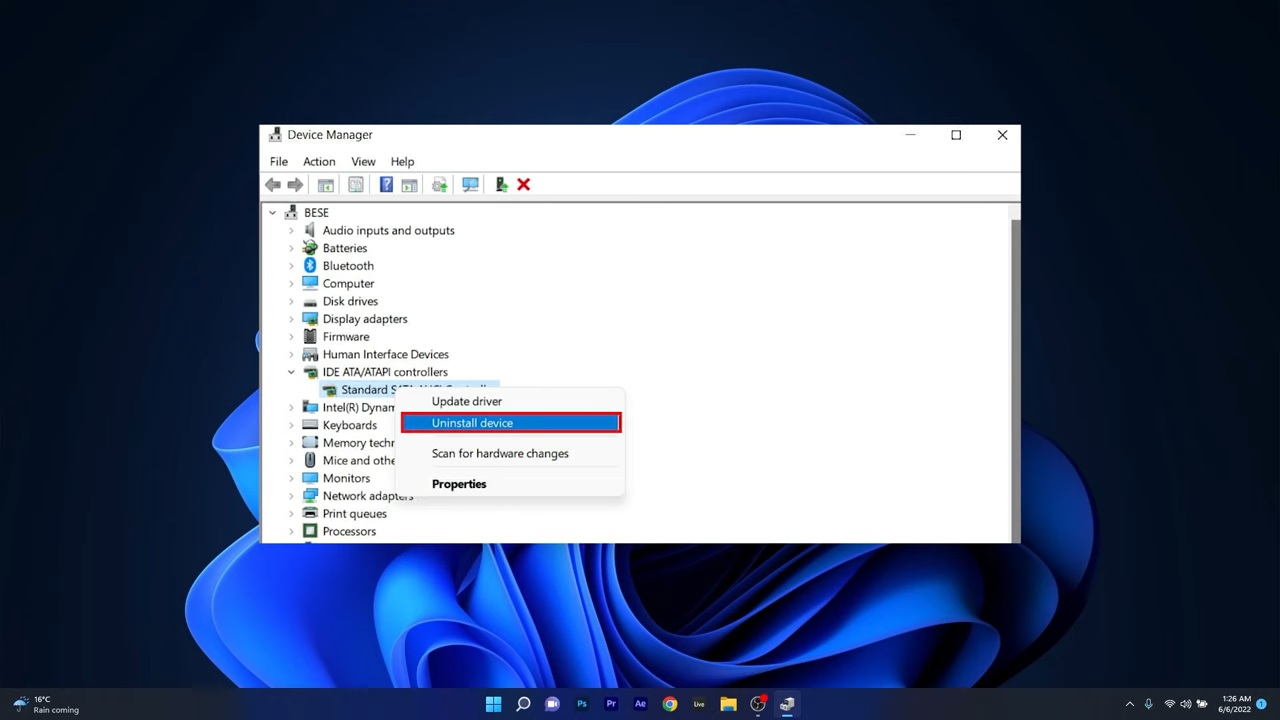 Device Manager
File Action View Help
BESE
Audio inputs and outputs
Batteries
Bluetooth
Computer
Disk drives
Display adapters
Firmware
Human Interface Devices
IDE ATA/ATAPI controllers
Standard
Update driver
Intel(R)
Uninstall device
Keyboards
Memory
Scan for hardware changes
Mice and
Monitors
Properties
Network adapters
Print queues
Processors
Ps Pr Ae Live
16°C
Rain coming
1:26 AM
6/6/2022
1